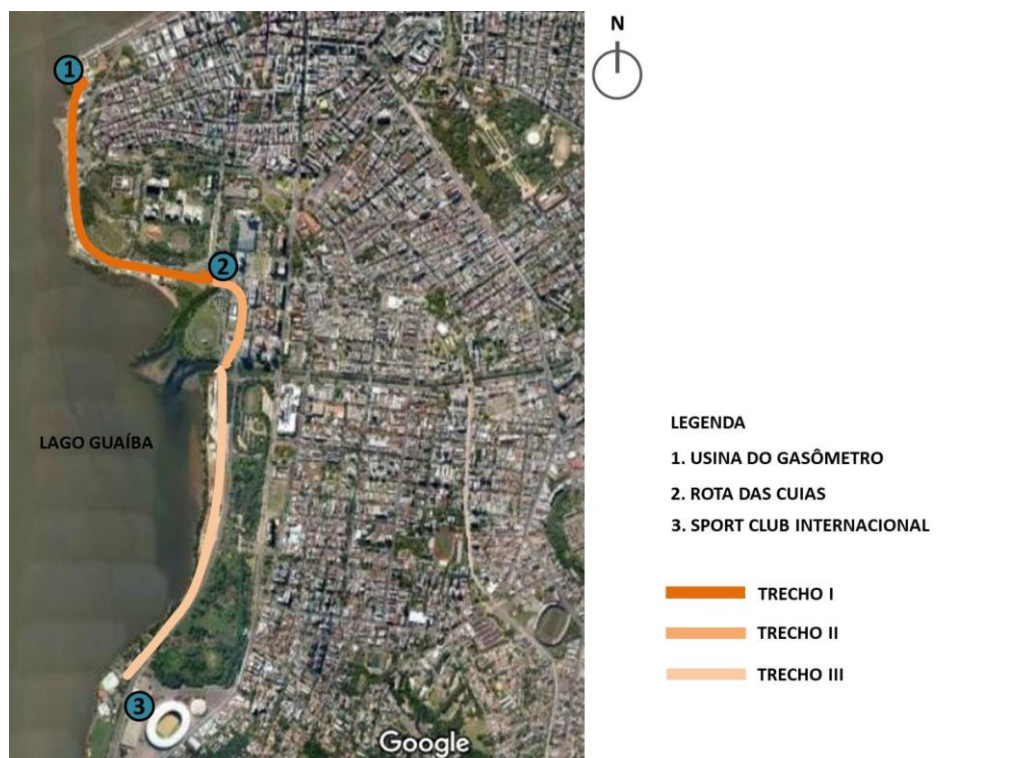 N
1
2
LAGO GUAÍBA
3
Google
LEGENDA
1. USINA DO GASÔMETRO
2. ROTA DAS CUIAS
3. SPORT CLUB INTERNACIONAL
TRECHO I
TRECHO II
TRECHO III